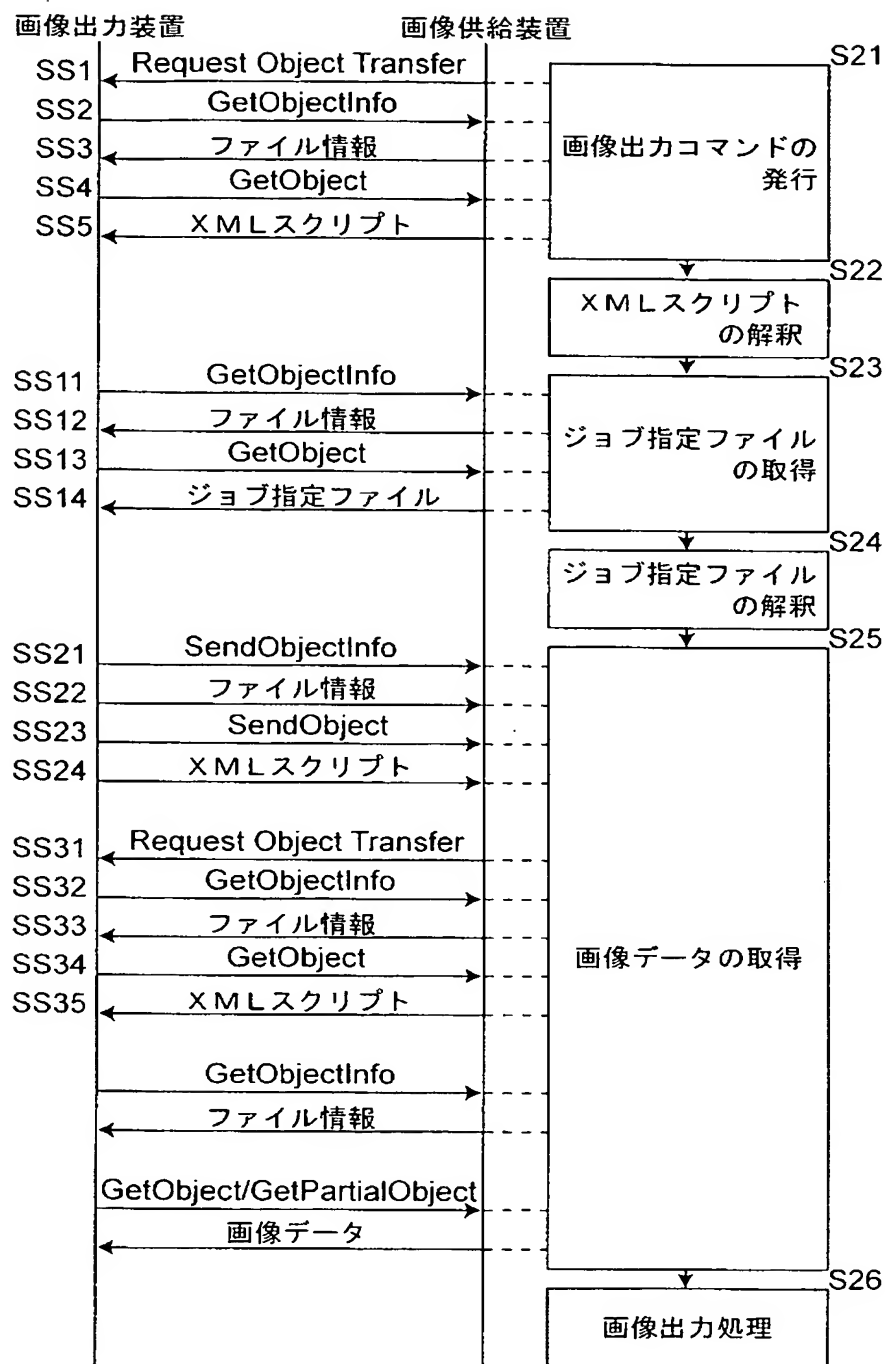 画像出力装置 画像供給装置
S21
SS1 Request Object Transfer
SS2 GetObjectInfo
SS3 ファイル情報
SS4 GetObject
SS5 XMLスクリプト
画像出力コマンドの
発行
S22
XMLスクリプト
の解釈
S23
SS11 GetObjectInfo
SS12 ファイル情報
SS13 GetObject
SS14 ジョブ指定ファイル
ジョブ指定ファイル
の取得
S24
ジョブ指定ファイル
の解釈
S25
SS21 SendObjectInfo
SS22 ファイル情報
SS23 SendObject
SS24 XMLスクリプト
SS31 Request Object Transfer
SS32 GetObjectInfo
SS33 ファイル情報
SS34 GetObject
SS35 XMLスクリプト
GetObjectInfo
ファイル情報
GetObject/GetPartialObject
画像データ
画像データの取得
S26
画像出力処理